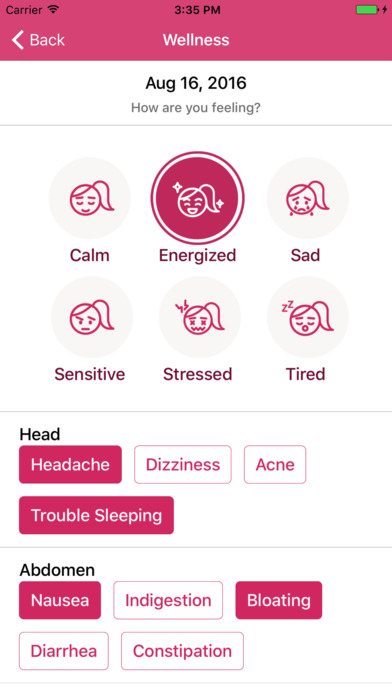 Carrier 3:35 PM
Back Wellness
Aug 16, 2016
How are you feeling?
Calm Energized Sad
zZ
Sensitive Stressed Tired
Head
Headache Dizziness Acne
Trouble Sleeping
Abdomen
Nausea Indigestion Bloating
Diarrhea Constipation